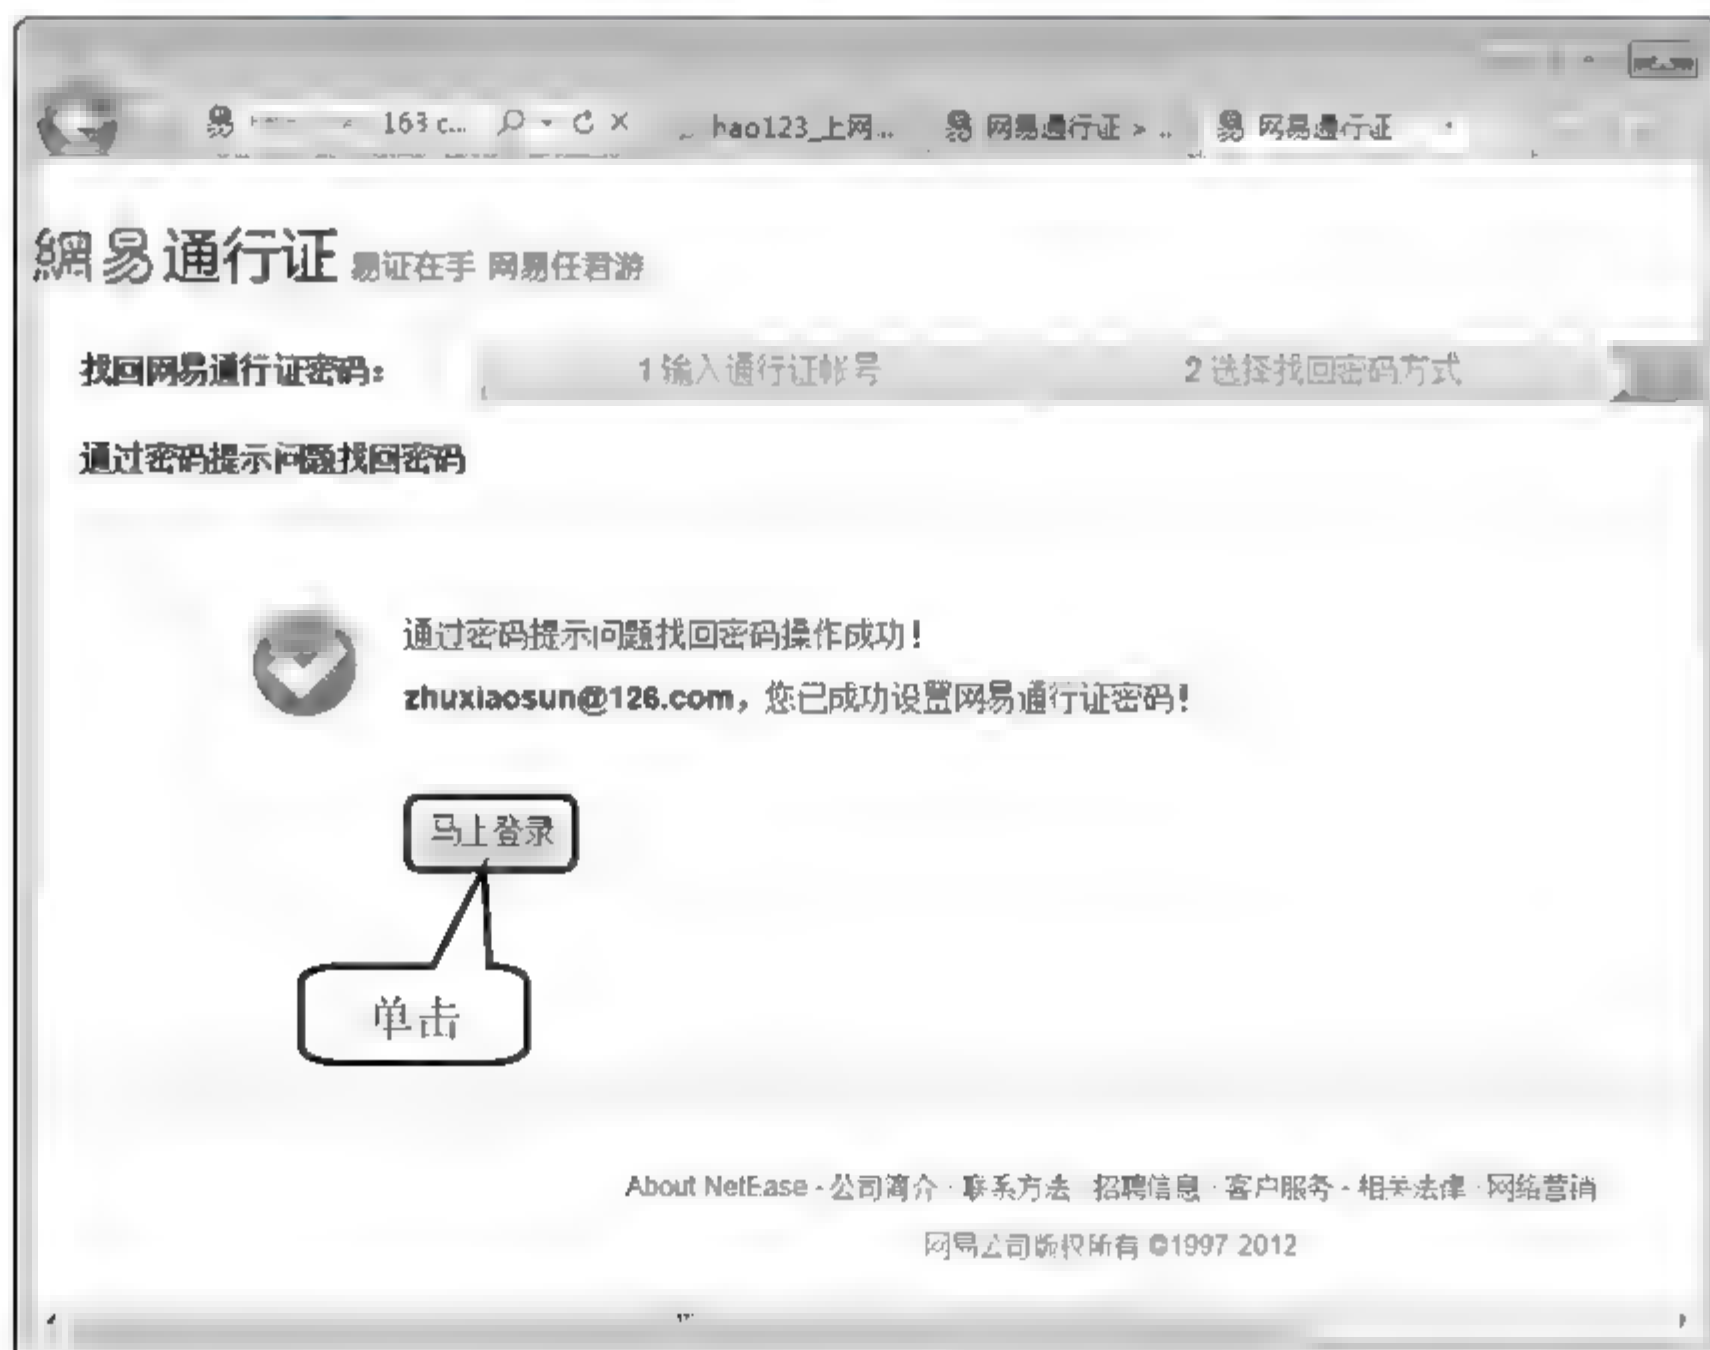 163 c...
hao123_上网..
网易通行证 > ..
网易通行证
網易通行证 易证在手 网易任君游
找回网易通行证密码： 1 输入通行证帐号 2 选择找回密码方式
通过密码提示问题找回密码
通过密码提示问题找回密码操作成功！
zhuxiaosun@126.com，您已成功设置网易通行证密码！
马上登录
单击
About NetEase - 公司简介 · 联系方法 招聘信息 · 客户服务 - 相关法律 · 网络营销
网易公司版权所有 ©1997 2012